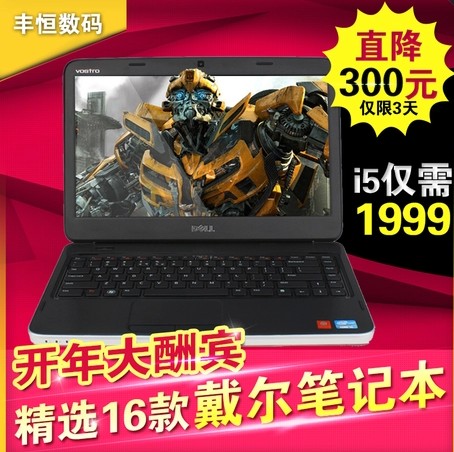 丰恒数码
vostro
直降
300元
仅限3天
i5仅需
1999
DELL
开年大酬宾
精选16款戴尔笔记本